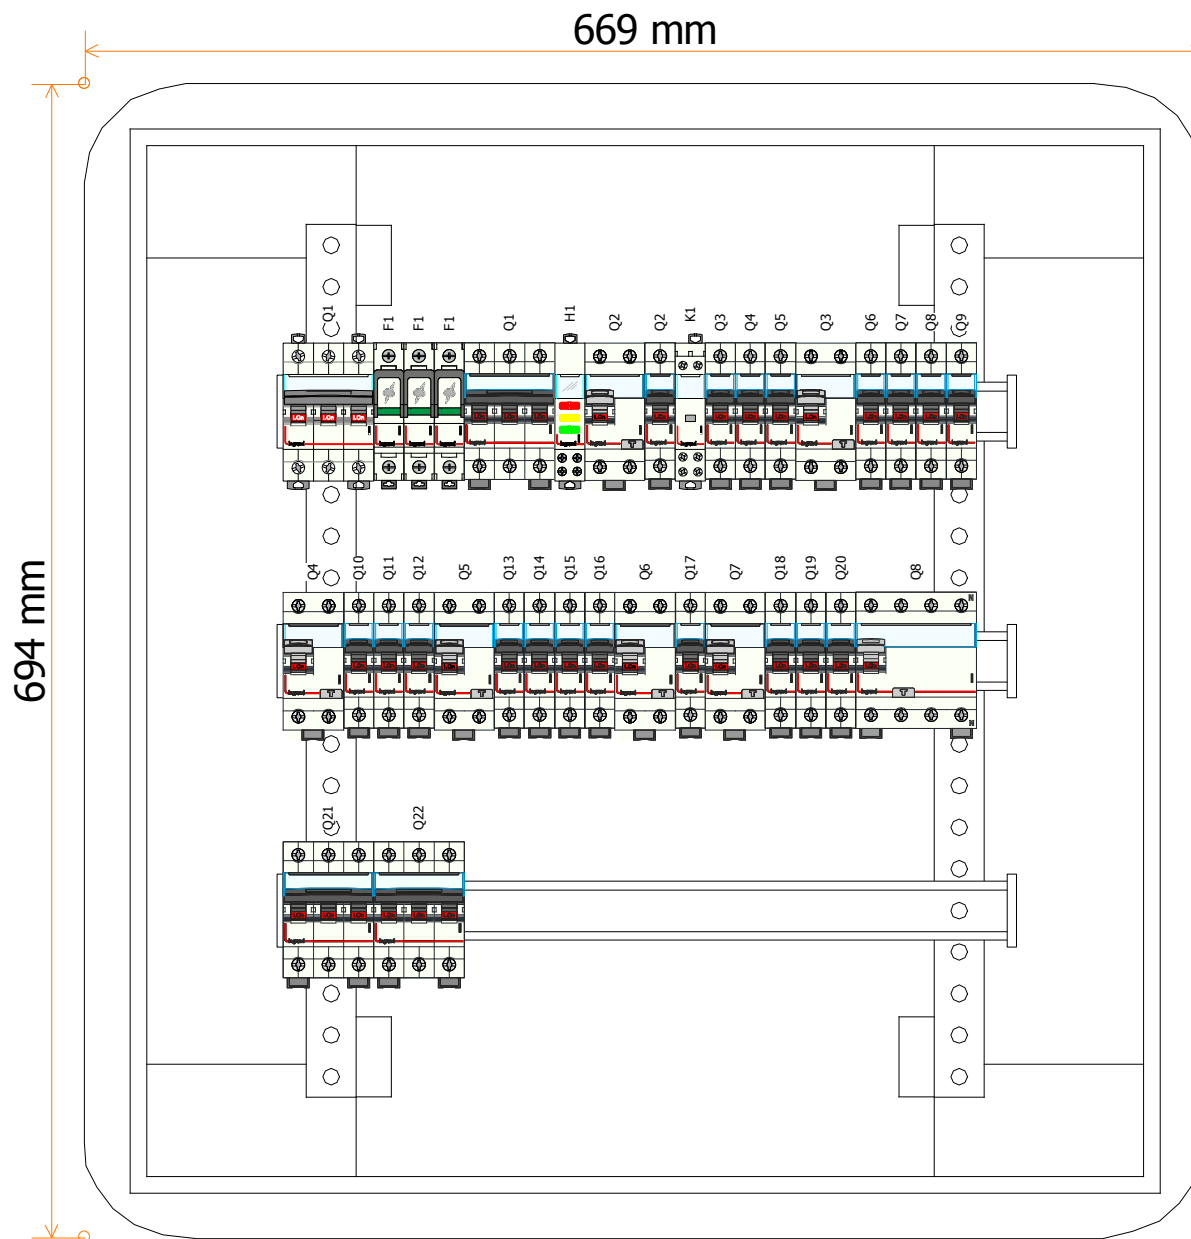 669 mm
694 mm
Q1 F1 F1 F1 Q1 H1 Q2 Q2 K1 Q3 Q4 Q5 Q3 Q6 Q7 Q8 Q9
Q4 Q10 Q11 Q12 Q5 Q13 Q14 Q15 Q16 Q6 Q17 Q7 Q18 Q19 Q20 Q8
N
T T T T T
N
Q21 Q22